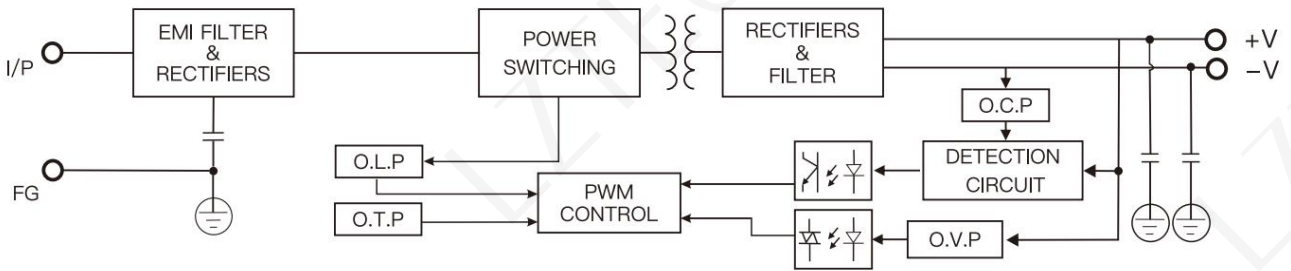 I/P
EMI FILTER
&
RECTIFIERS
POWER
SWITCHING
RECTIFIERS
&
FILTER
+V
−V
O.C.P
FG
O.L.P
O.T.P
PWM
CONTROL
DETECTION
CIRCUIT
O.V.P